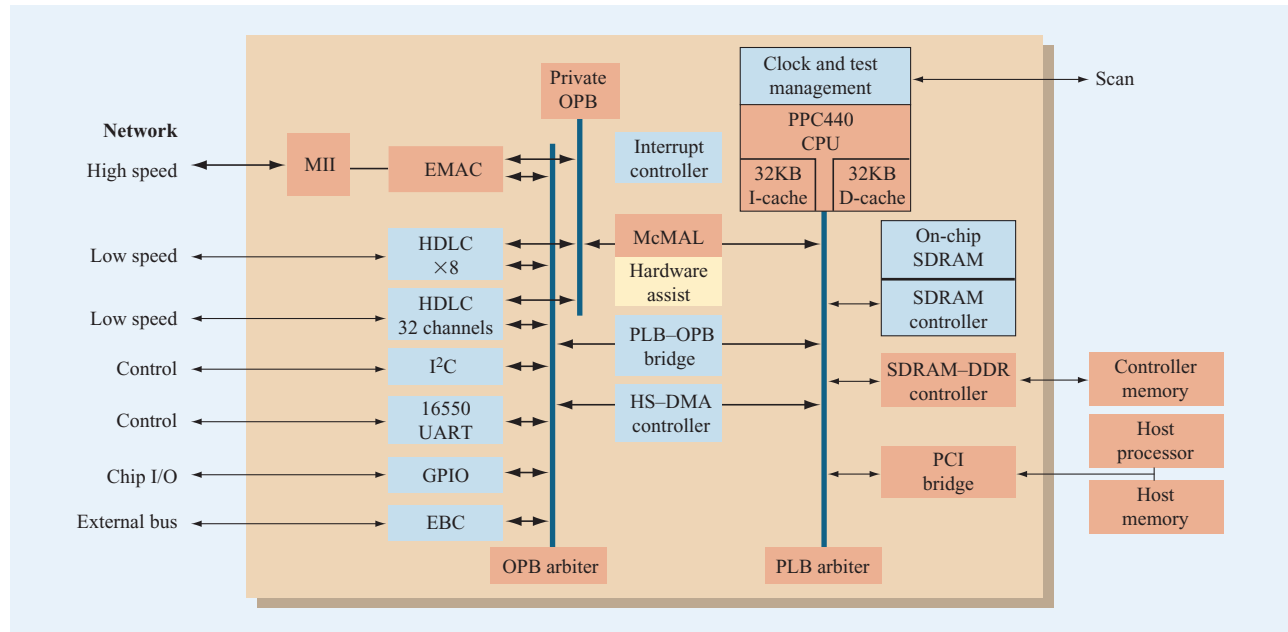 Clock and test
management
Scan
Private
OPB
PPC440
CPU
32KB
I-cache
32KB
D-cache
Network
High speed
MII
EMAC
Interrupt
controller
Low speed
HDLC
×8
McMAL
Hardware
assist
On-chip
SDRAM
SDRAM
controller
Low speed
HDLC
32 channels
PLB–OPB
bridge
Control
I²C
SDRAM–DDR
controller
Controller
memory
Control
16550
UART
HS–DMA
controller
Host
processor
Chip I/O
GPIO
PCI
bridge
Host
memory
External bus
EBC
OPB arbiter
PLB arbiter